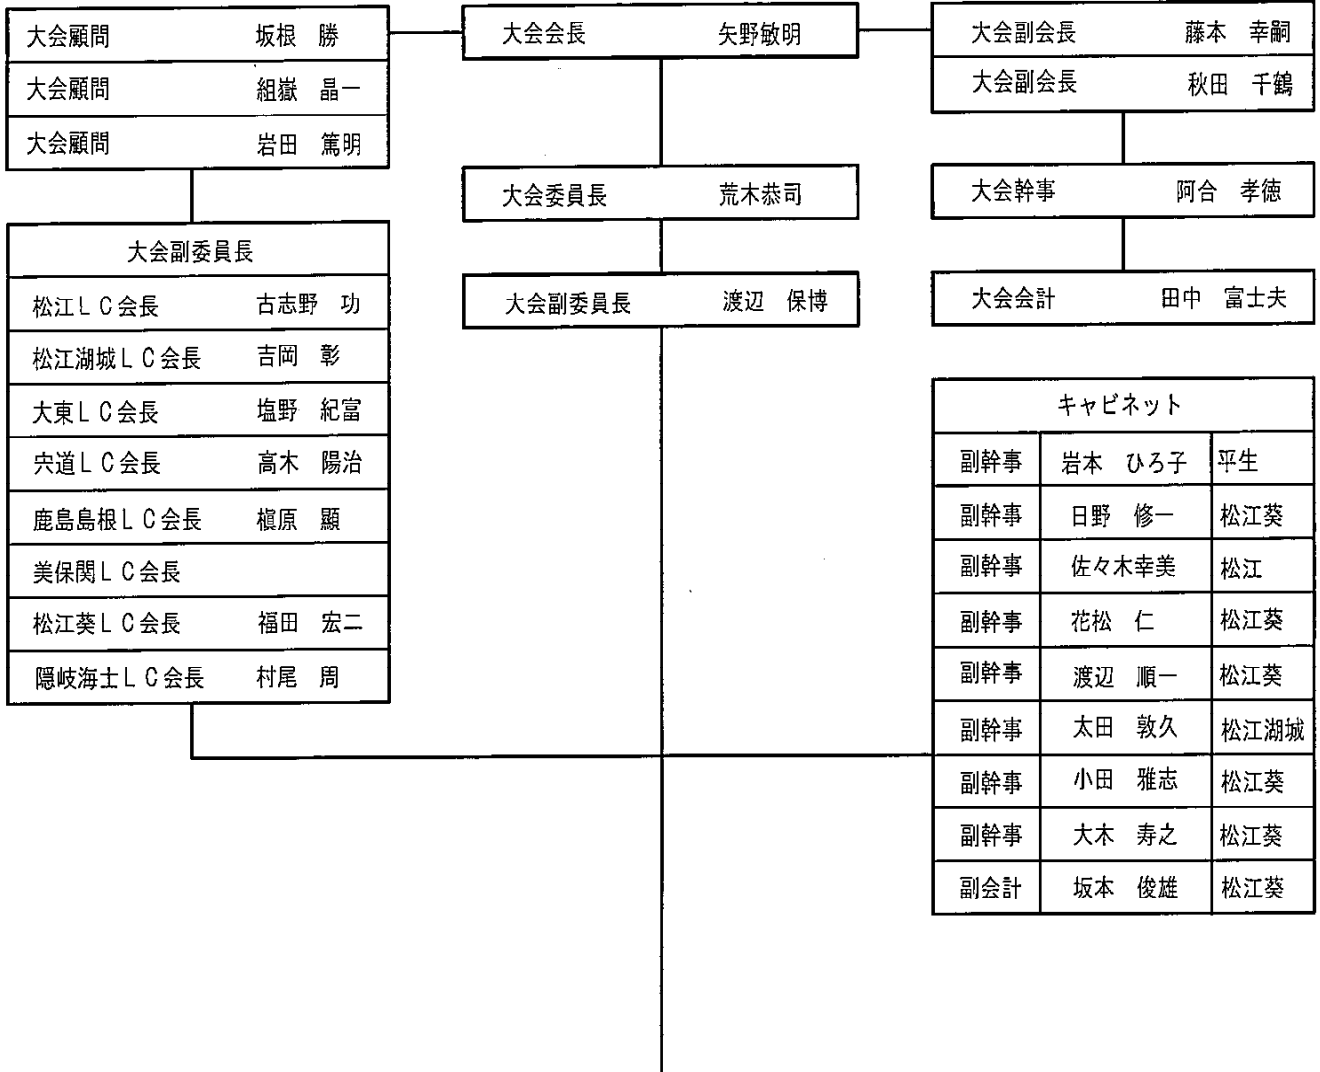 大会顧問 坂根 勝
大会顧問 組嶽 晶一
大会顧問 岩田 篤明
大会会長 矢野敏明
大会副会長 藤本 幸嗣
大会副会長 秋田 千鶴
大会委員長 荒木恭司
大会幹事 阿合 孝徳
大会副委員長 渡辺 保博
大会会計 田中 富士夫
大会副委員長
松江LC会長 古志野 功
松江湖城LC会長 吉岡 彰
大東LC会長 塩野 紀富
宍道LC会長 高木 陽治
鹿島島根LC会長 槇原 顯
美保関LC会長
松江葵LC会長 福田 宏二
隠岐海士LC会長 村尾 周
キャビネット
副幹事 岩本 ひろ子 平生
副幹事 日野 修一 松江葵
副幹事 佐々木幸美 松江
副幹事 花松 仁 松江葵
副幹事 渡辺 順一 松江葵
副幹事 太田 敦久 松江湖城
副幹事 小田 雅志 松江葵
副幹事 大木 寿之 松江葵
副会計 坂本 俊雄 松江葵